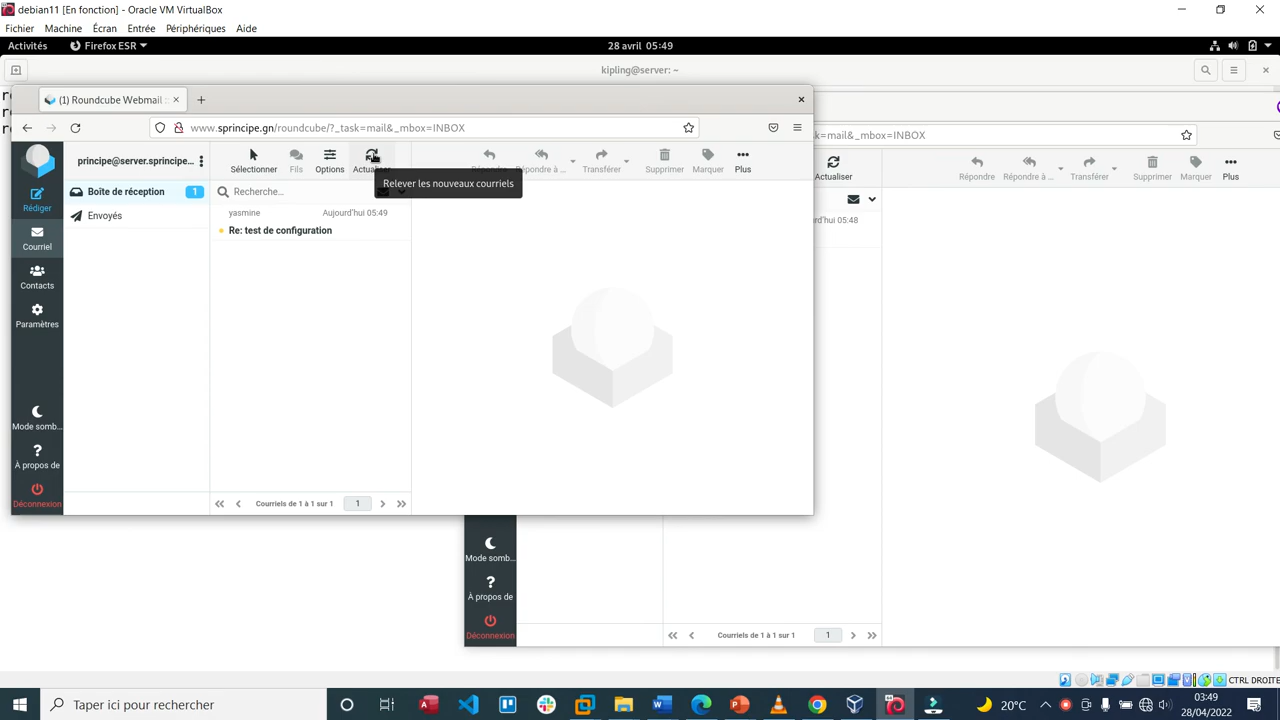 debian11 [En fonction] - Oracle VM VirtualBox
Fichier Machine Écran Entrée Périphériques Aide
Activités Firefox ESR 28 avril 05:49
kipling@server: ~
(1) Roundcube Webmail ::
www.sprincipe.gn/roundcube/?_task=mail&_mbox=INBOX
k=mail&_mbox=INBOX
principe@server.sprincipe...
Sélectionner Fils Options Actualiser Répondre Répondre à ... Transférer Supprimer Marquer Plus
Relever les nouveaux courriels
Actualiser Répondre Répondre à ... Transférer Supprimer Marquer Plus
Rédiger
Courriel
Contacts
Paramètres
Mode somb...
À propos de
Déconnexion
Boîte de réception 1
Envoyés
Recherche...
yasmine Aujourd'hui 05:49
Re: test de configuration
Courriels de 1 à 1 sur 1 1
rd'hui 05:48
Mode somb...
À propos de
Déconnexion
Courriels de 1 à 1 sur 1 1
CTRL DROITE
Taper ici pour rechercher
20°C
03:49
28/04/2022